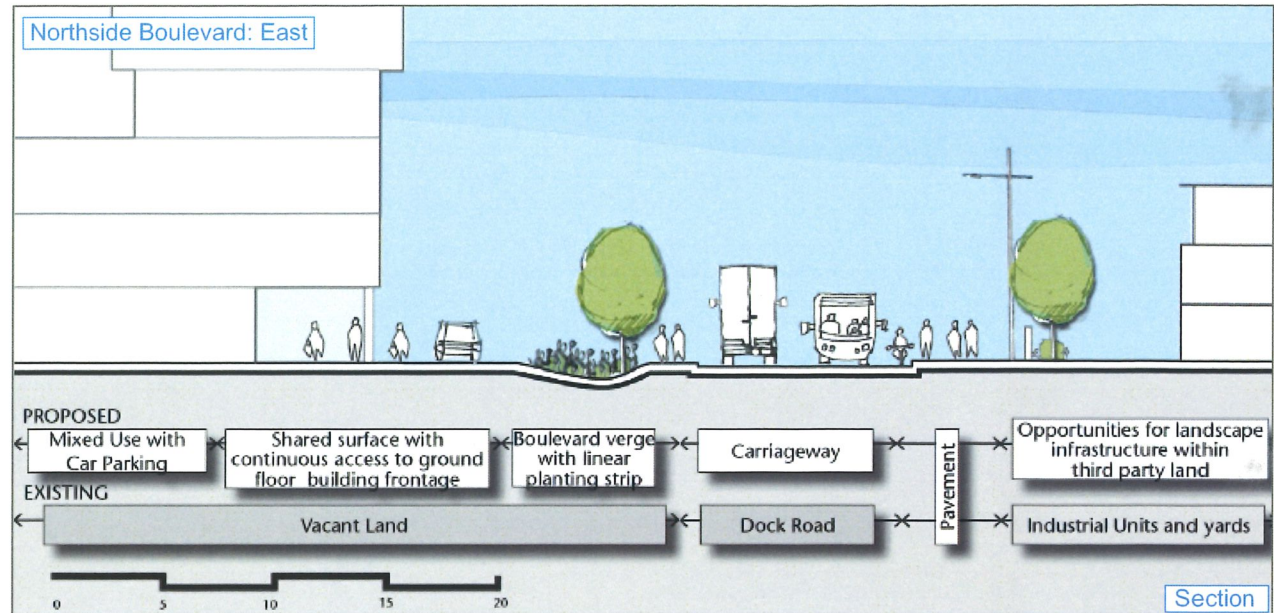 Northside Boulevard: East
PROPOSED
Mixed Use with
Car Parking
Shared surface with
continuous access to ground
floor building frontage
Boulevard verge
with linear
planting strip
Carriageway
Pavement
Opportunities for landscape
infrastructure within
third party land
EXISTING
Vacant Land
Dock Road
Industrial Units and yards
0 5 10 15 20
Section